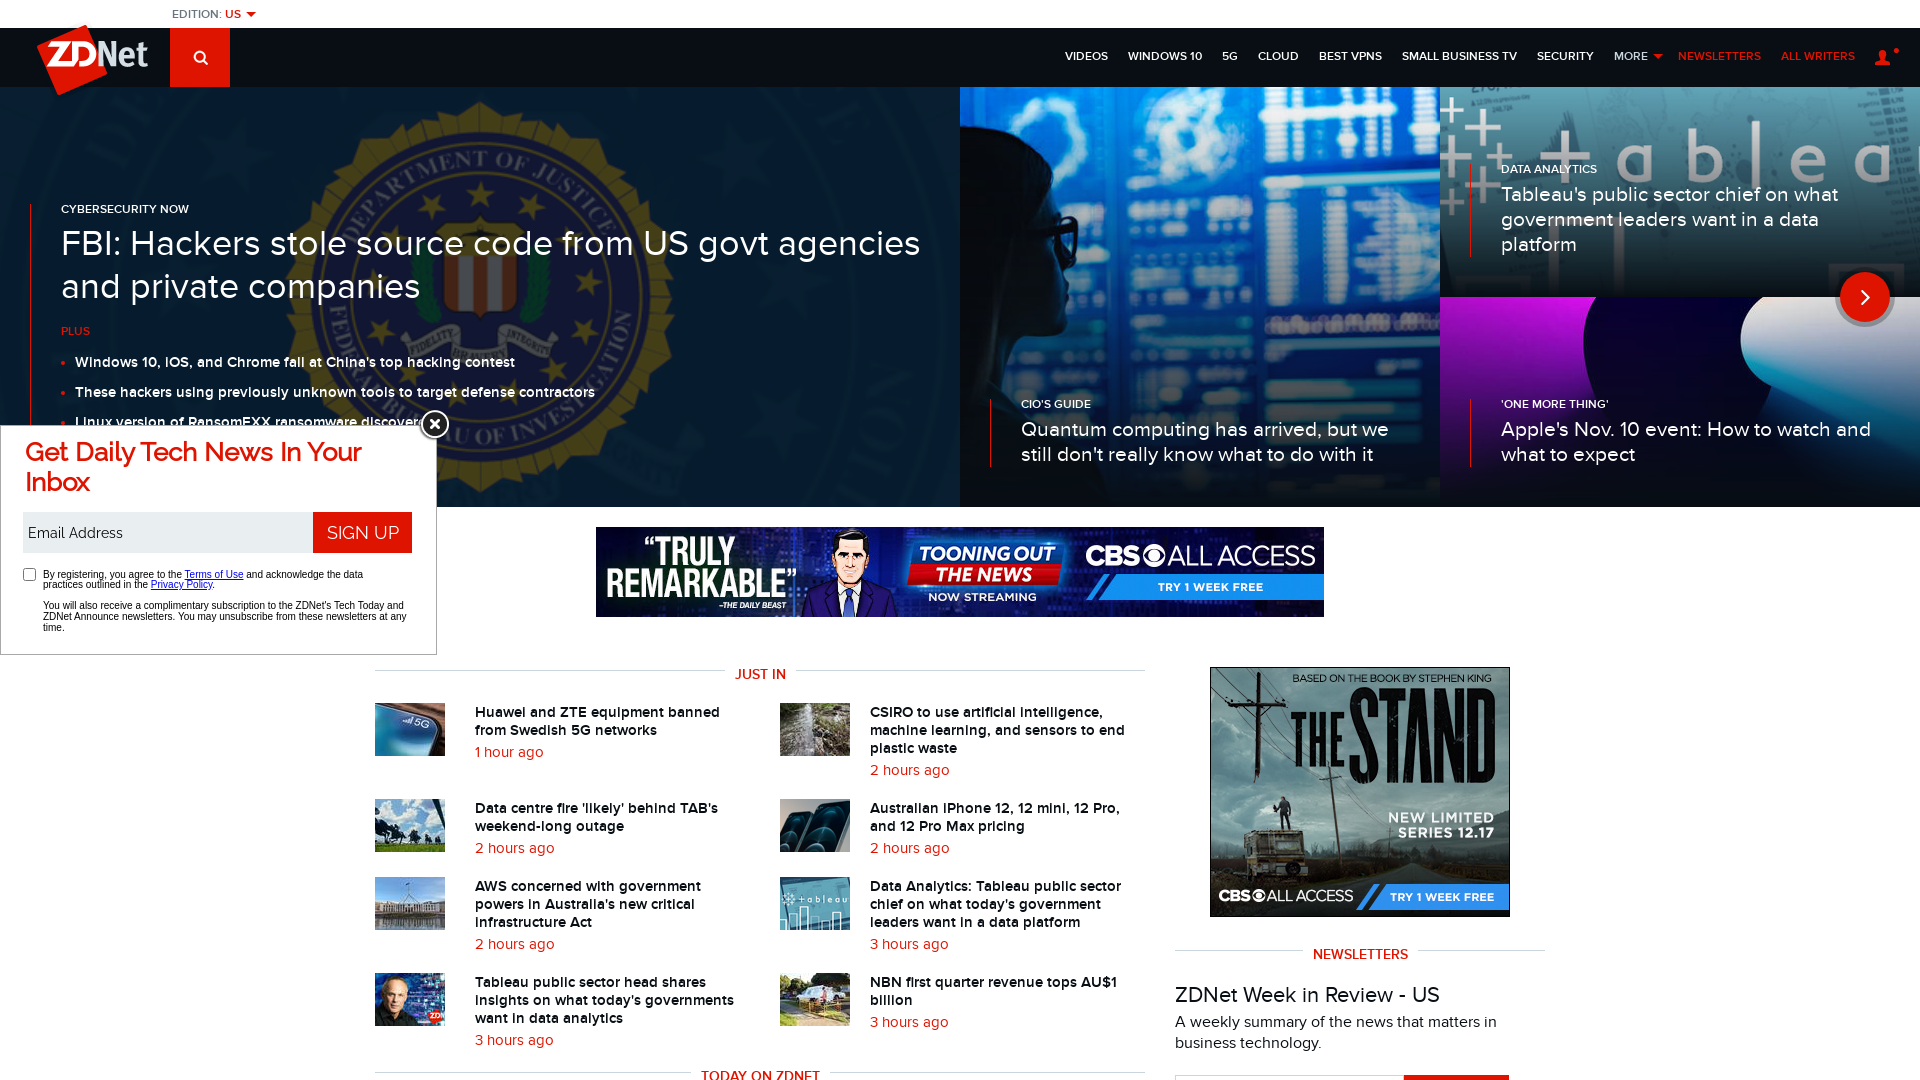 EDITION: US
ZDNet
VIDEOS WINDOWS 10 5G CLOUD BEST VPNS SMALL BUSINESS TV SECURITY MORE NEWSLETTERS ALL WRITERS
CYBERSECURITY NOW
FBI: Hackers stole source code from US govt agencies
and private companies
PLUS
Windows 10, iOS, and Chrome fall at China's top hacking contest
These hackers using previously unknown tools to target defense contractors
Linux version of RansomEXX ransomware
DEPARTMENT OF JUSTICE
FEDERAL BUREAU OF INVESTIGATION
FIDELITY BRAVERY INTEGRITY
CIO'S GUIDE
Quantum computing has arrived, but we
still don't really know what to do with it
DATA ANALYTICS
Tableau's public sector chief on what
government leaders want in a data
platform
'ONE MORE THING'
Apple's Nov. 10 event: How to watch and
what to expect
Get Daily Tech News In Your
Inbox
Email Address SIGN UP
By registering, you agree to the Terms of Use and acknowledge the data
practices outlined in the Privacy Policy.
You will also receive a complimentary subscription to the ZDNet's Tech Today and
ZDNet Announce newsletters. You may unsubscribe from these newsletters at any
time.
“TRULY
REMARKABLE”
–THE DAILY BEAST
TOONING OUT
THE NEWS
NOW STREAMING
CBS ALL ACCESS
TRY 1 WEEK FREE
JUST IN
Huawei and ZTE equipment banned
from Swedish 5G networks
1 hour ago
CSIRO to use artificial intelligence,
machine learning, and sensors to end
plastic waste
2 hours ago
Data centre fire 'likely' behind TAB's
weekend-long outage
2 hours ago
Australian iPhone 12, 12 mini, 12 Pro,
and 12 Pro Max pricing
2 hours ago
AWS concerned with government
powers in Australia's new critical
infrastructure Act
2 hours ago
Data Analytics: Tableau public sector
chief on what today's government
leaders want in a data platform
3 hours ago
Tableau public sector head shares
insights on what today's governments
want in data analytics
3 hours ago
NBN first quarter revenue tops AU$1
billion
3 hours ago
TODAY ON ZDNET
BASED ON THE BOOK BY STEPHEN KING
THE STAND
NEW LIMITED
SERIES 12.17
CBS ALL ACCESS TRY 1 WEEK FREE
NEWSLETTERS
ZDNet Week in Review - US
A weekly summary of the news that matters in
business technology.